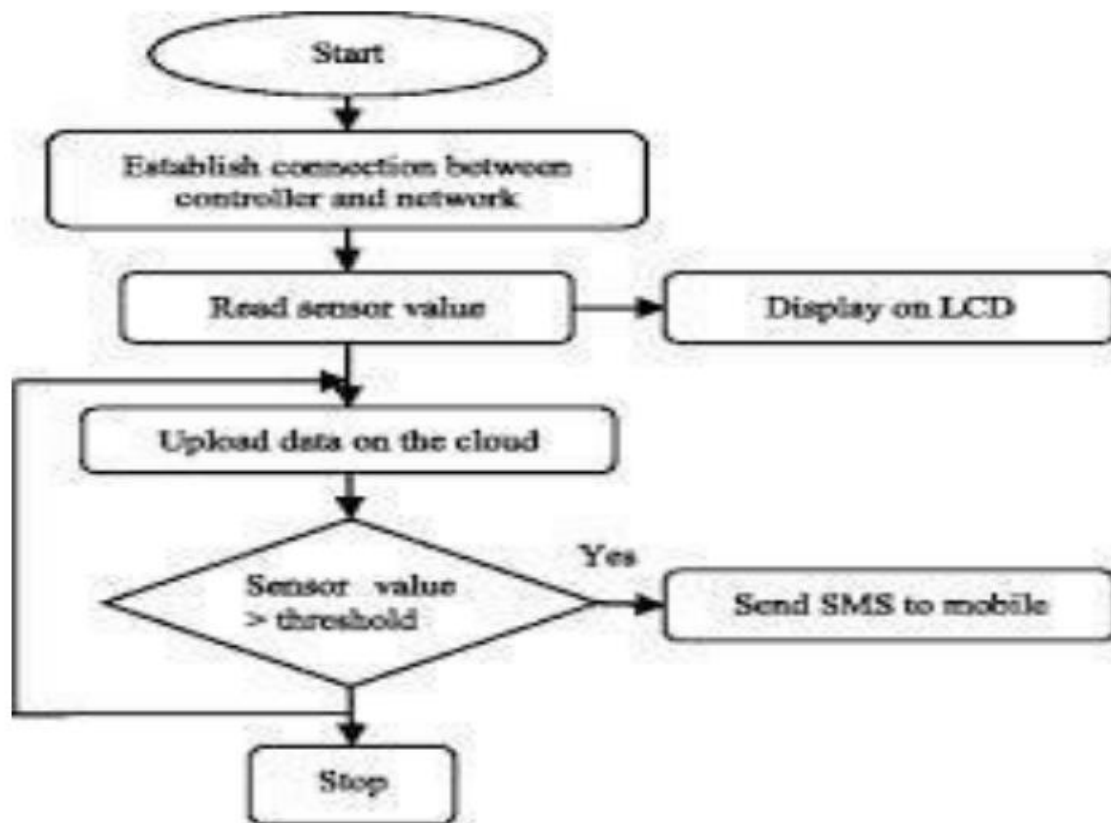 Start
Establish connection between
controller and network
Read sensor value
Display on LCD
Upload data on the cloud
Yes
Sensor value
> threshold
Send SMS to mobile
Stop